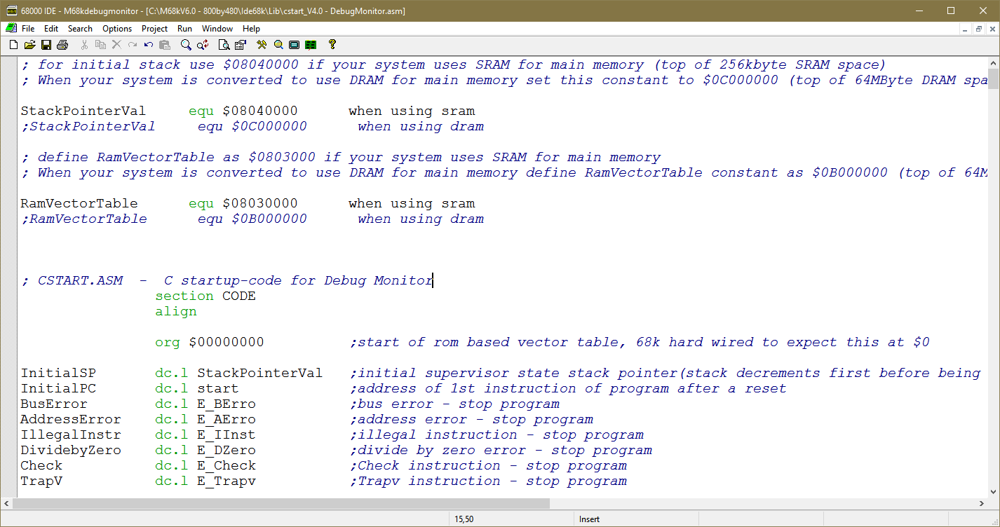 68000 IDE - M68kdebugmonitor - [C:\M68kV6.0 - 800by480\Ide68k\Lib\cstart_V4.0 - DebugMonitor.asm]
File Edit Search Options Project Run Window Help
; for initial stack use $08040000 if your system uses SRAM for main memory (top of 256kbyte SRAM space)
; When your system is converted to use DRAM for main memory set this constant to $0C000000 (top of 64MByte DRAM spa
StackPointerVal equ $08040000 when using sram
;StackPointerVal equ $0C000000 when using dram
; define RamVectorTable as $0803000 if your system uses SRAM for main memory
; When your system is converted to use DRAM for main memory define RamVectorTable constant as $0B000000 (top of 64M
RamVectorTable equ $08030000 when using sram
;RamVectorTable equ $0B000000 when using dram
; CSTART.ASM - C startup-code for Debug Monitor
section CODE
align
org $00000000 ;start of rom based vector table, 68k hard wired to expect this at $0
InitialSP dc.l StackPointerVal ;initial supervisor state stack pointer(stack decrements first before being
InitialPC dc.l start ;address of 1st instruction of program after a reset
BusError dc.l E_BErro ;bus error - stop program
AddressError dc.l E_AErro ;address error - stop program
IllegalInstr dc.l E_IInst ;illegal instruction - stop program
DividebyZero dc.l E_DZero ;divide by zero error - stop program
Check dc.l E_Check ;Check instruction - stop program
TrapV dc.l E_Trapv ;Trapv instruction - stop program
15,50 Insert